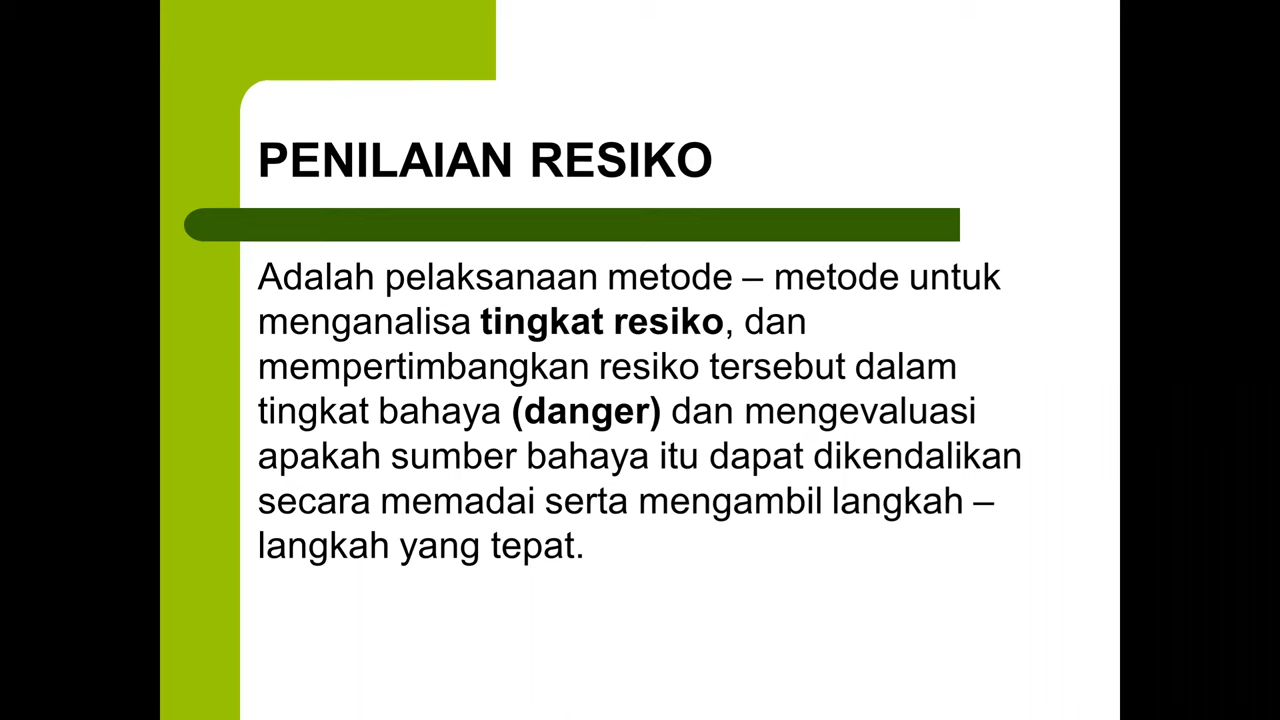 PENILAIAN RESIKO
Adalah pelaksanaan metode – metode untuk
menganalisa tingkat resiko, dan
mempertimbangkan resiko tersebut dalam
tingkat bahaya (danger) dan mengevaluasi
apakah sumber bahaya itu dapat dikendalikan
secara memadai serta mengambil langkah –
langkah yang tepat.